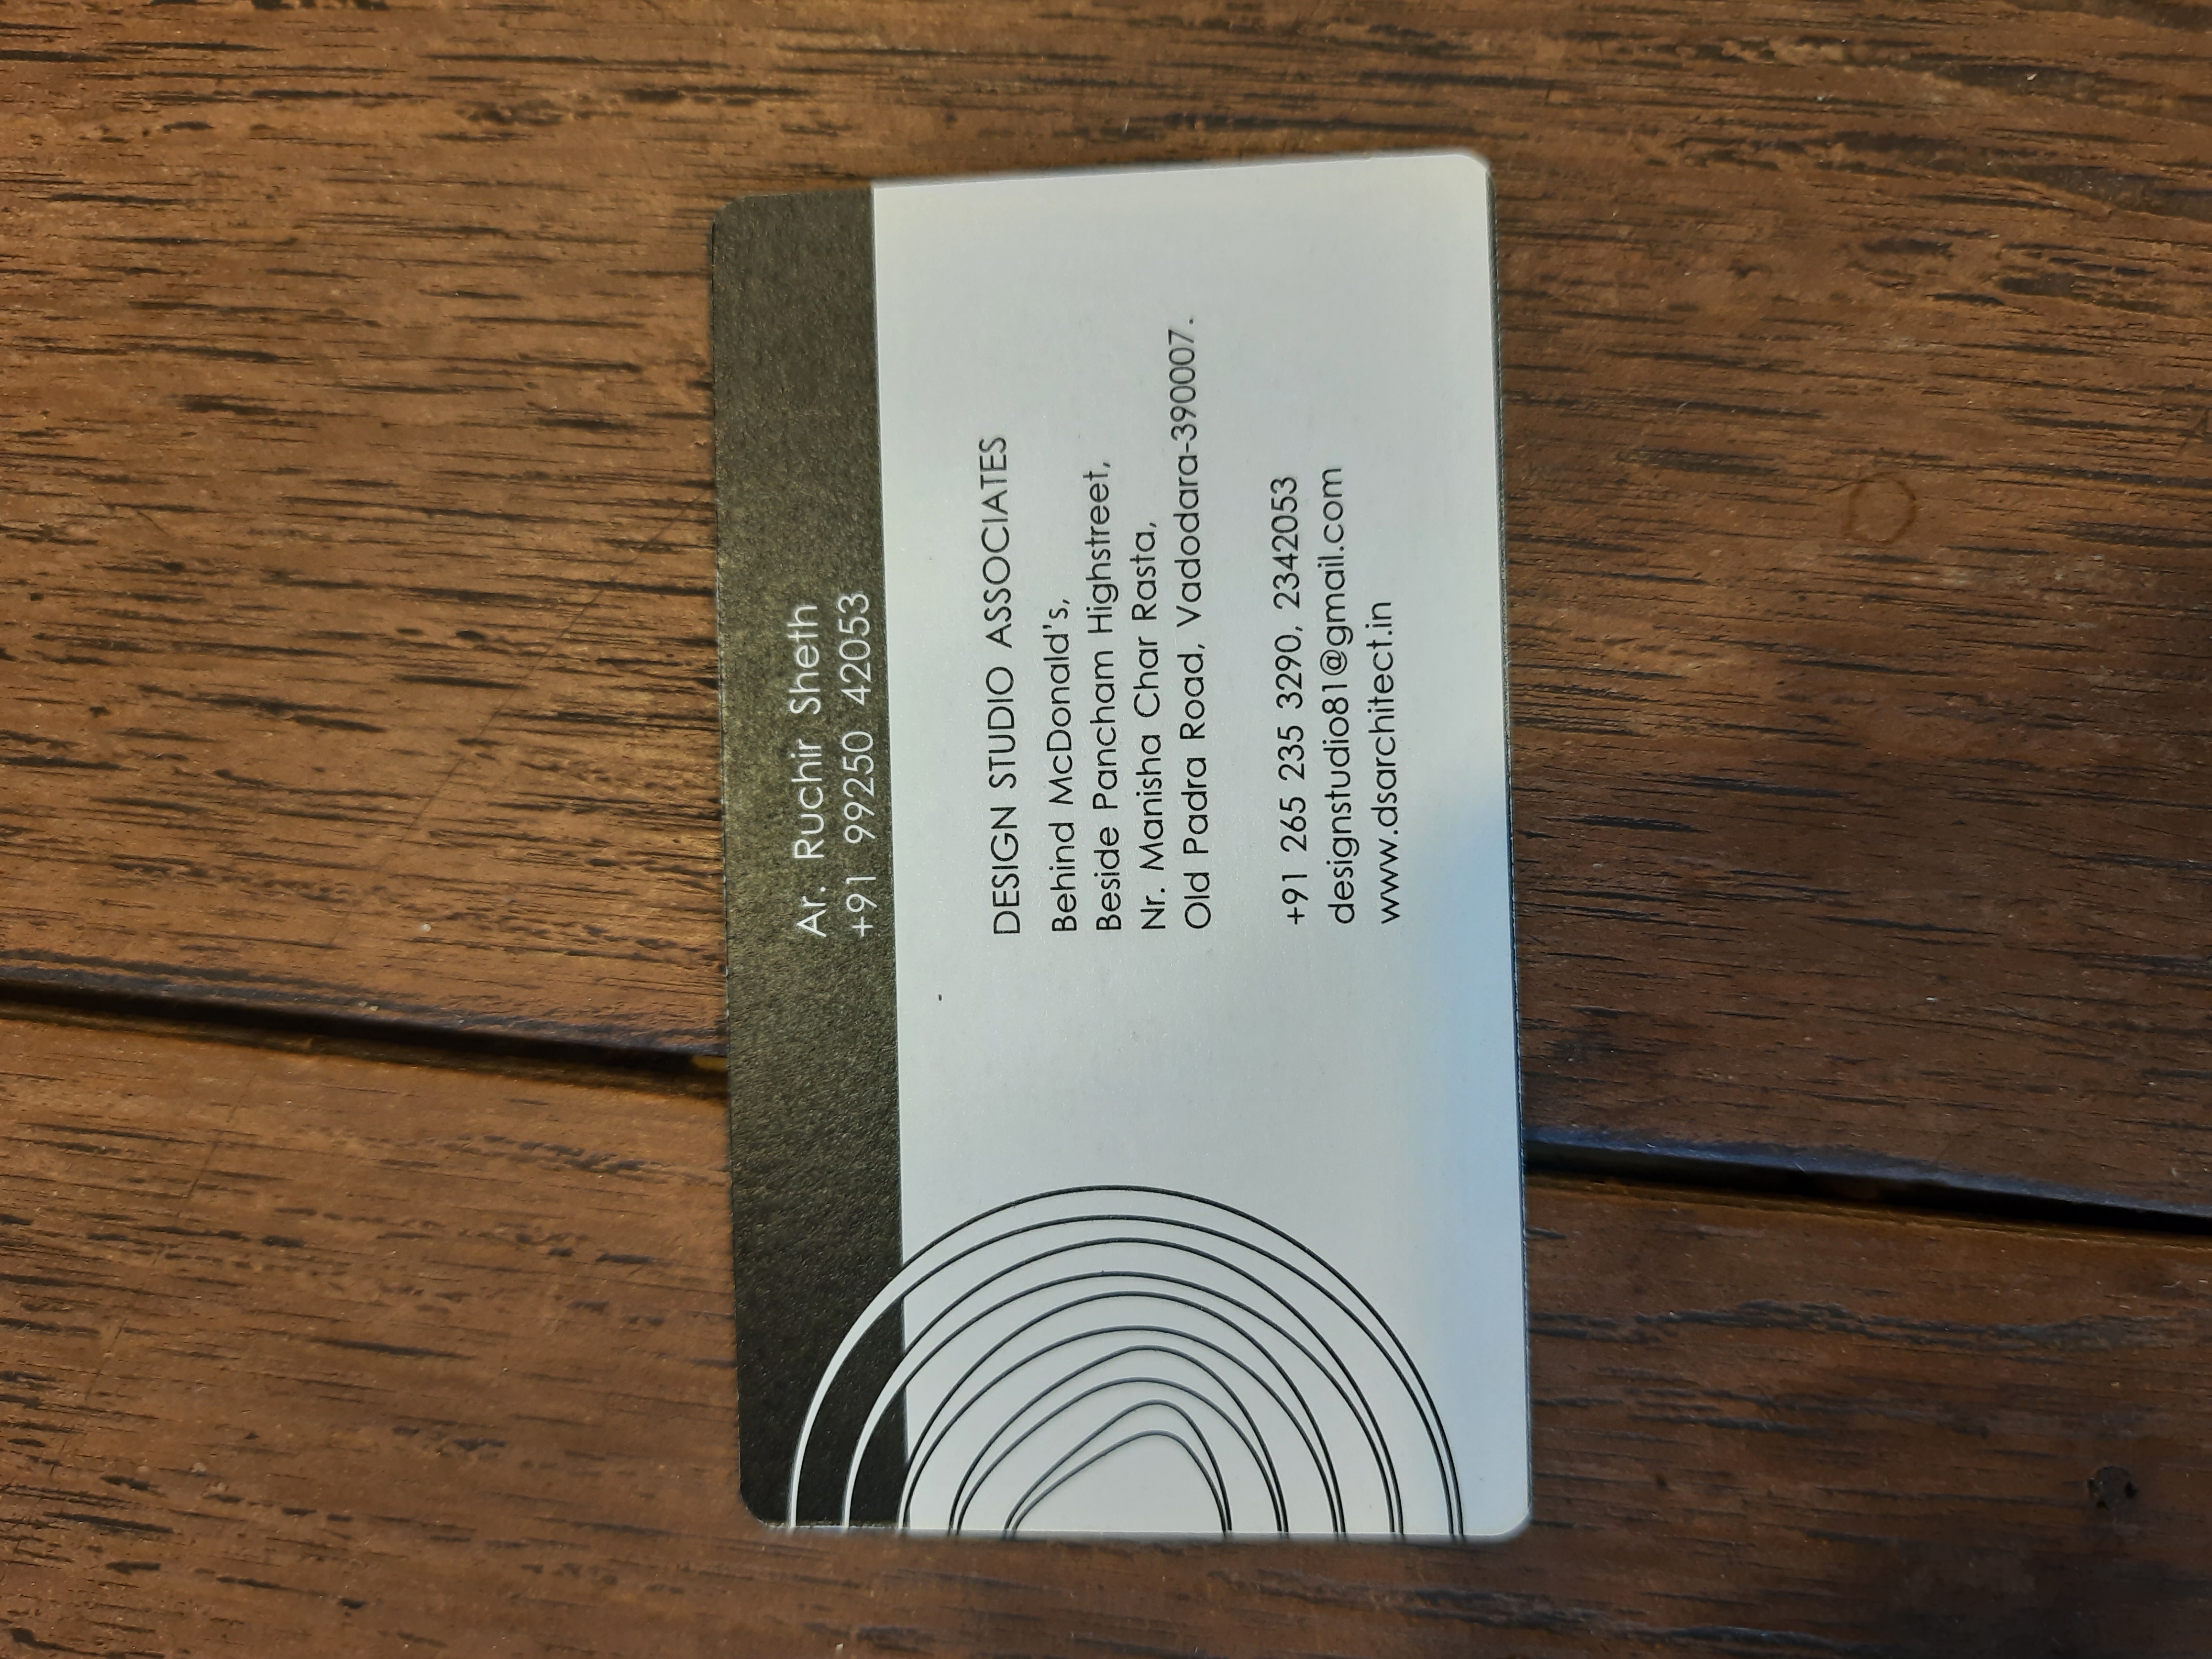 Ar. Ruchir Sheth
+91 99250 42053
DESIGN STUDIO ASSOCIATES
Behind McDonald's,
Beside Pancham Highstreet,
Nr. Manisha Char Rasta,
Old Padra Road, Vadodara-390007.
+91 265 235 3290, 2342053
designstudio81@gmail.com
www.dsarchitect.in